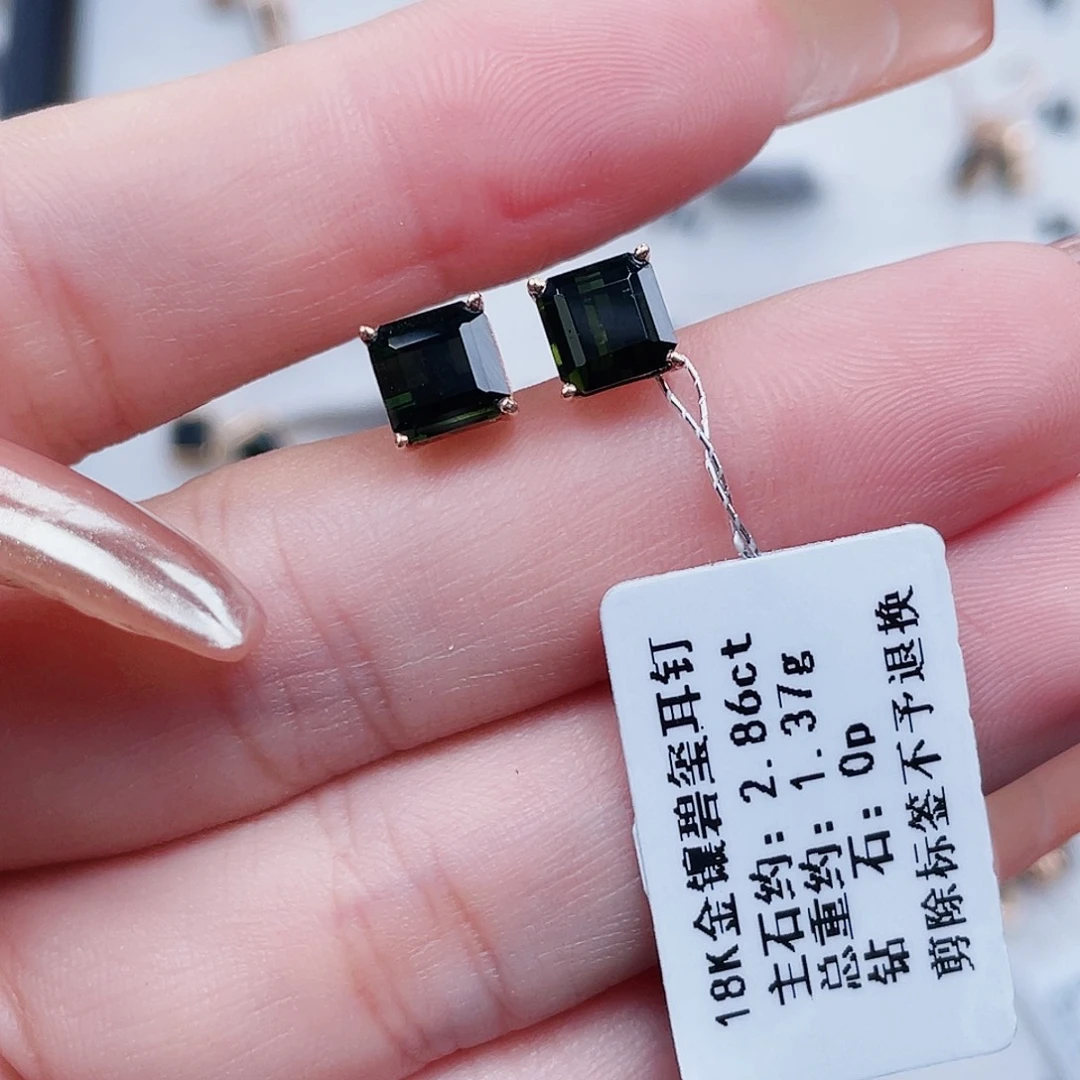 18K金镶碧玺耳钉
主石约: 2.86ct
总重约: 1.37g
钻 石: 0p
剪除标签不予退换